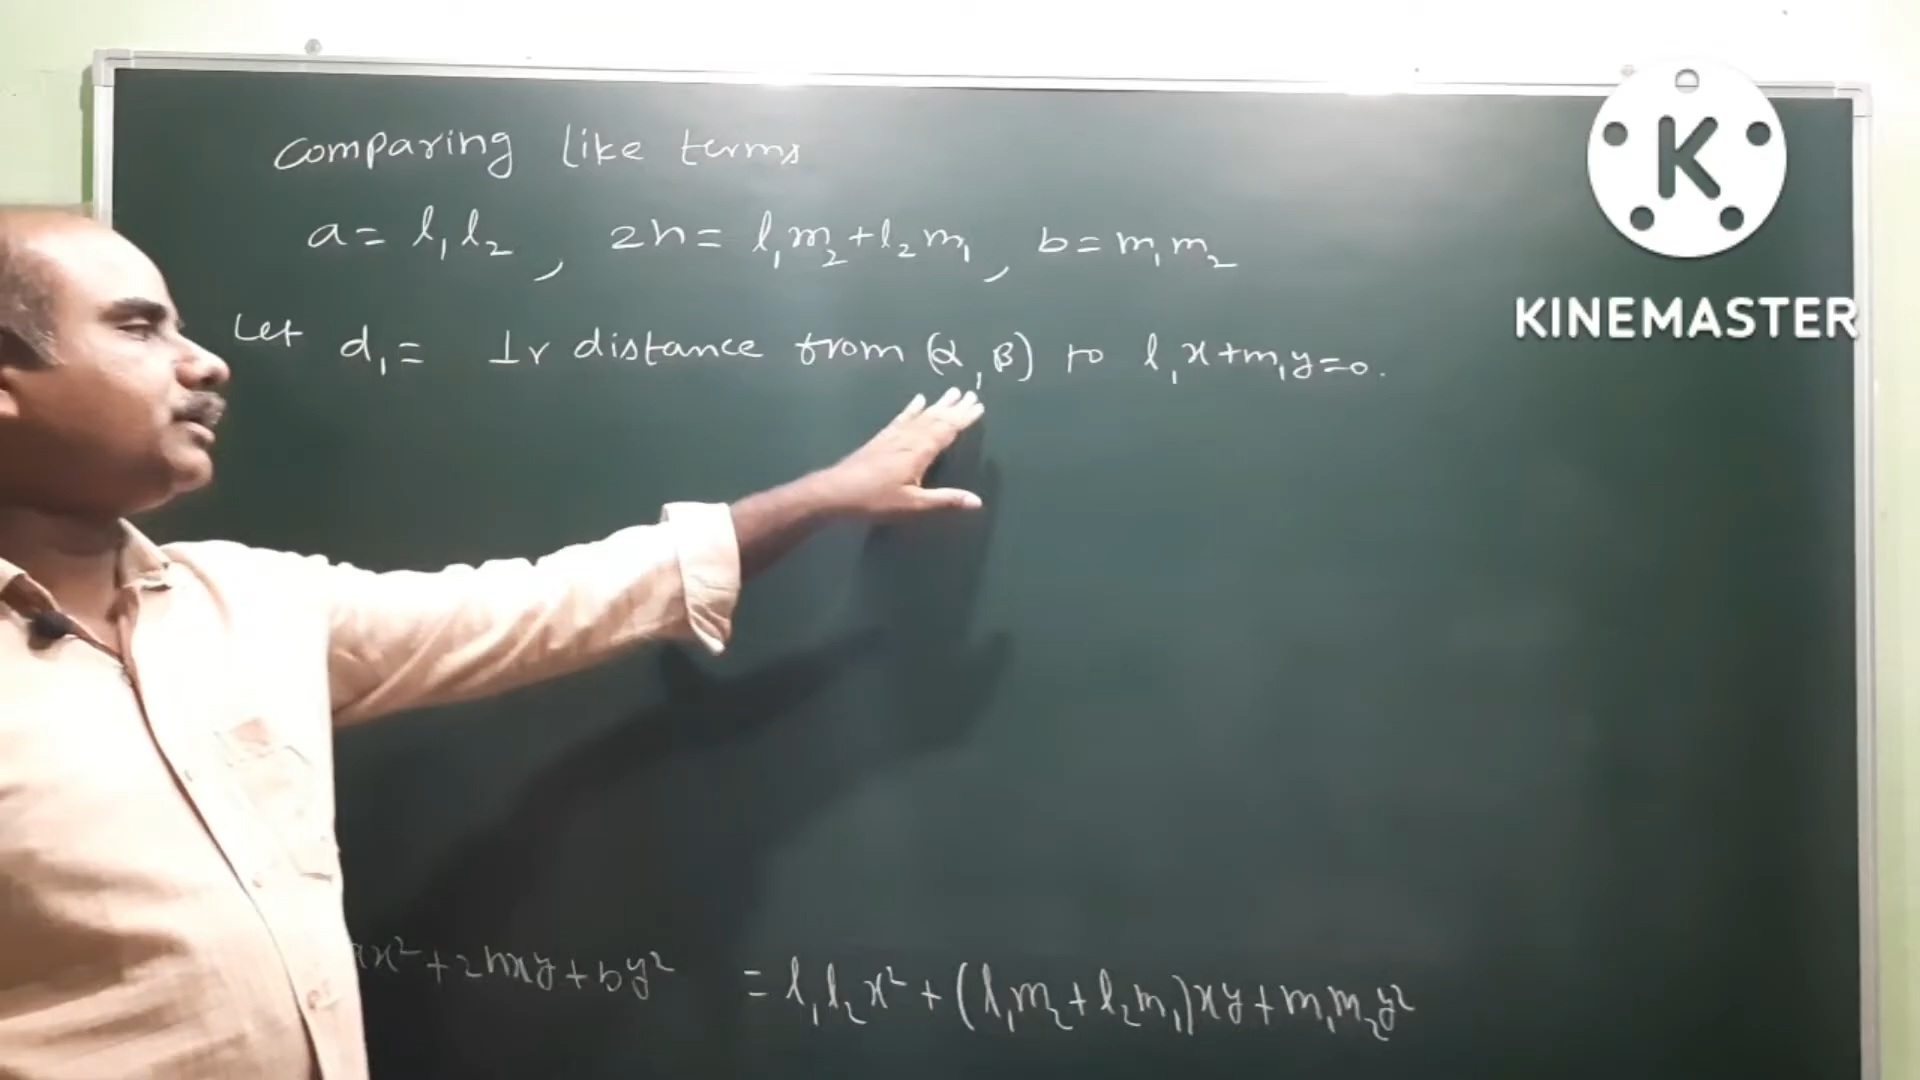 comparing like terms
a = l₁l₂, 2h = l₁m₂+l₂m₁, b = m₁m₂
Let d₁ = ⊥r distance from (α, β) to l₁x+m₁y=0.
ax²+2hxy+by² = l₁l₂x²+(l₁m₂+l₂m₁)xy+m₁m₂y²
K
KINEMASTER